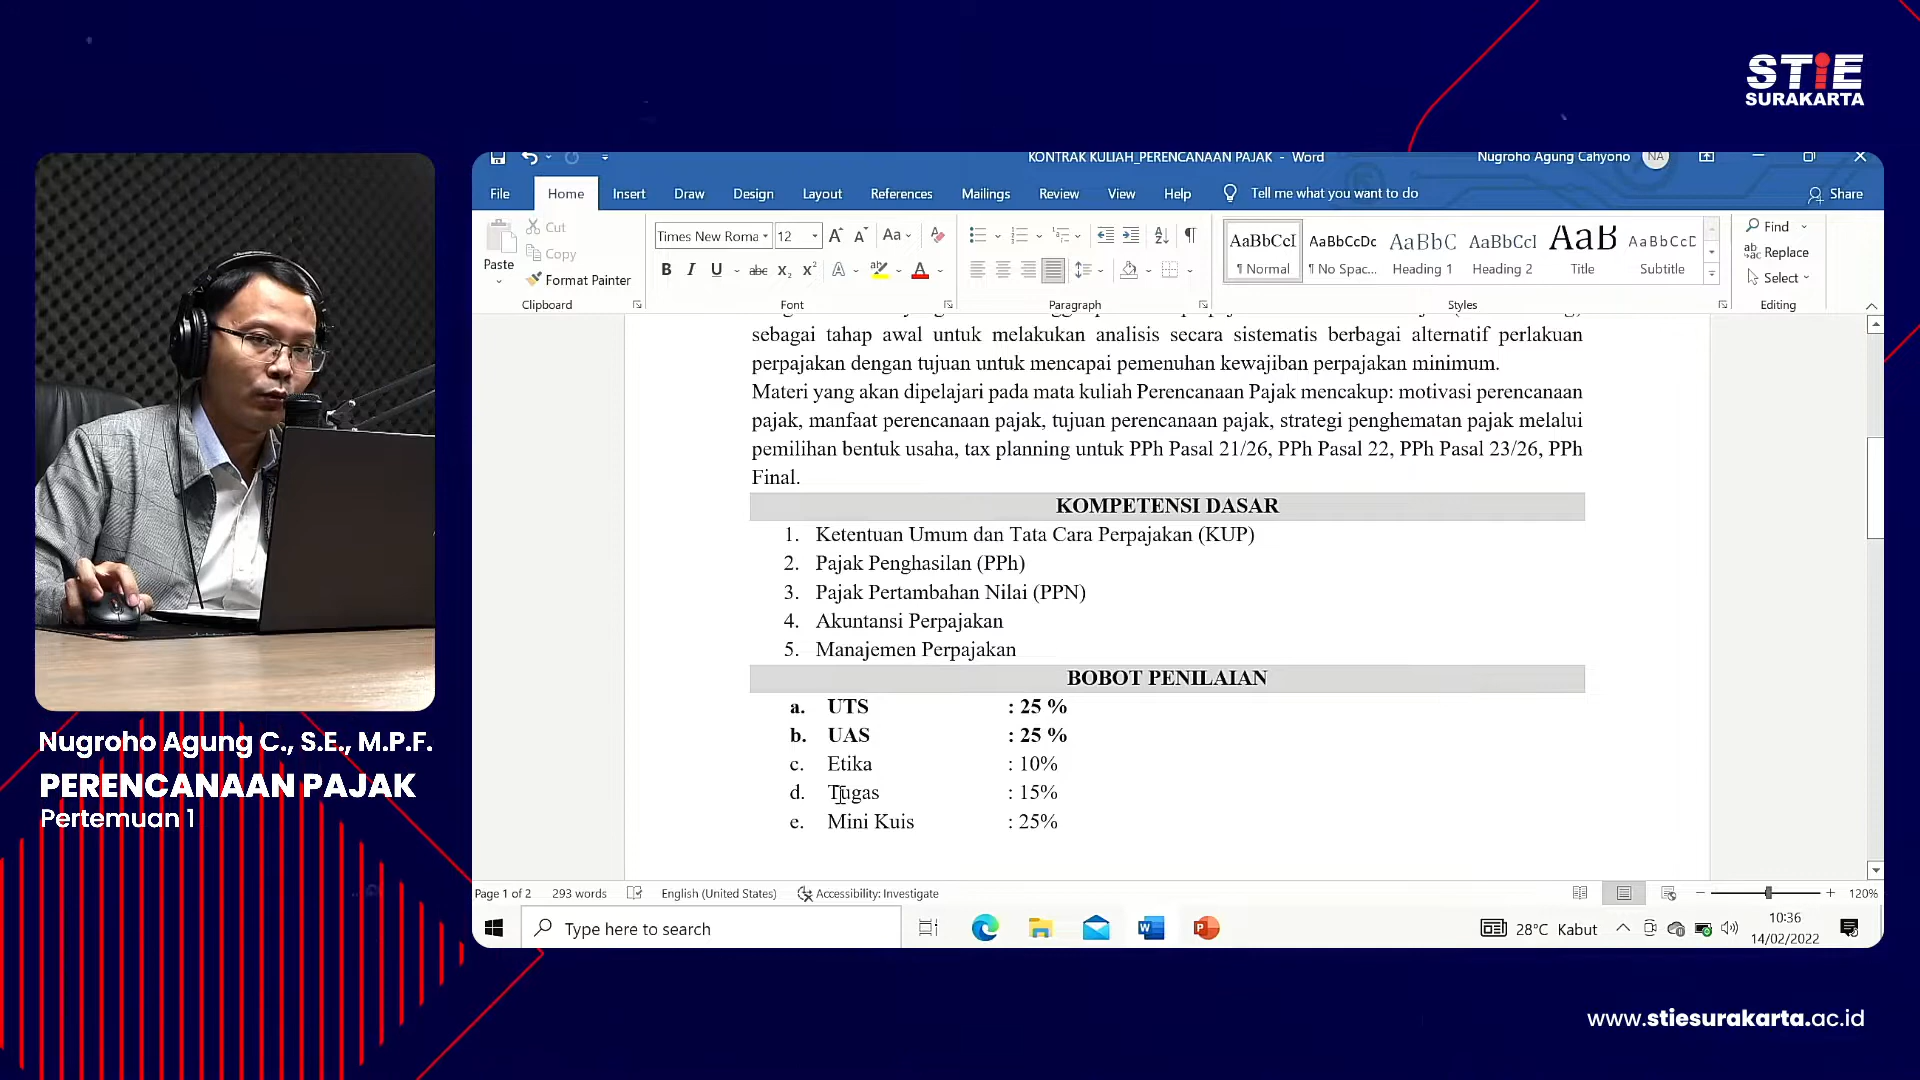 STiE
SURAKARTA
KONTRAK KULIAH_PERENCANAAN PAJAK - Word
Nugroho Agung Cahyono NA
File Home Insert Draw Design Layout References Mailings Review View Help Tell me what you want to do Share
Cut
Copy
Format Painter
Paste
Clipboard
Times New Roma 12
Font
Paragraph
AaBbCcI AaBbCcDc AaBbC AaBbCcI AaB AaBbCcD
¶ Normal ¶ No Spac... Heading 1 Heading 2 Title Subtitle
Styles
Find
Replace
Select
Editing
sebagai tahap awal untuk melakukan analisis secara sistematis berbagai alternatif perlakuan
perpajakan dengan tujuan untuk mencapai pemenuhan kewajiban perpajakan minimum.
Materi yang akan dipelajari pada mata kuliah Perencanaan Pajak mencakup: motivasi perencanaan
pajak, manfaat perencanaan pajak, tujuan perencanaan pajak, strategi penghematan pajak melalui
pemilihan bentuk usaha, tax planning untuk PPh Pasal 21/26, PPh Pasal 22, PPh Pasal 23/26, PPh
Final.
KOMPETENSI DASAR
1. Ketentuan Umum dan Tata Cara Perpajakan (KUP)
2. Pajak Penghasilan (PPh)
3. Pajak Pertambahan Nilai (PPN)
4. Akuntansi Perpajakan
5. Manajemen Perpajakan
BOBOT PENILAIAN
a. UTS : 25 %
b. UAS : 25 %
c. Etika : 10%
d. Tugas : 15%
e. Mini Kuis : 25%
Page 1 of 2 293 words English (United States) Accessibility: Investigate 120%
Type here to search
28°C Kabut
10:36
14/02/2022
Nugroho Agung C., S.E., M.P.F.
PERENCANAAN PAJAK
Pertemuan 1
www.stiesurakarta.ac.id